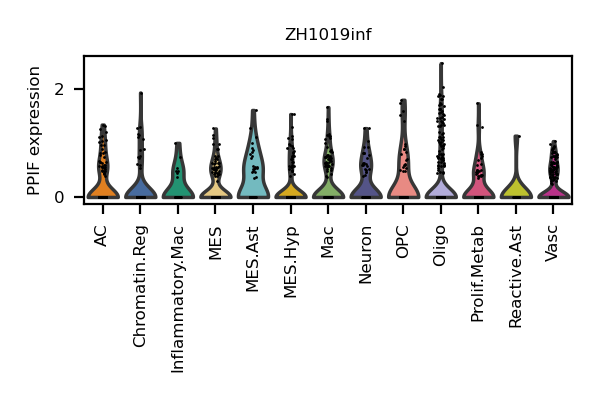 ZH1019inf
PPIF expression
2
0
AC
Chromatin.Reg
Inflammatory.Mac
MES
MES.Ast
MES.Hyp
Mac
Neuron
OPC
Oligo
Prolif.Metab
Reactive.Ast
Vasc